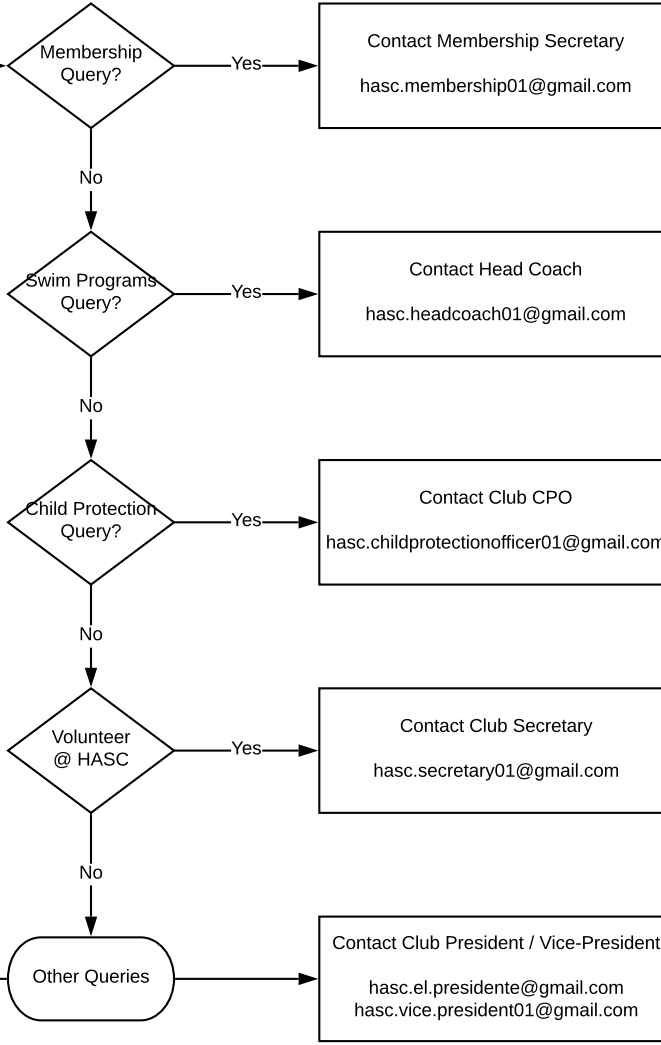 Membership
Query?
Yes
Contact Membership Secretary
hasc.membership01@gmail.com
No
Swim Programs
Query?
Yes
Contact Head Coach
hasc.headcoach01@gmail.com
No
Child Protection
Query?
Yes
Contact Club CPO
hasc.childprotectionofficer01@gmail.com
No
Volunteer
@ HASC
Yes
Contact Club Secretary
hasc.secretary01@gmail.com
No
Other Queries
Contact Club President / Vice-President
hasc.el.presidente@gmail.com
hasc.vice.president01@gmail.com